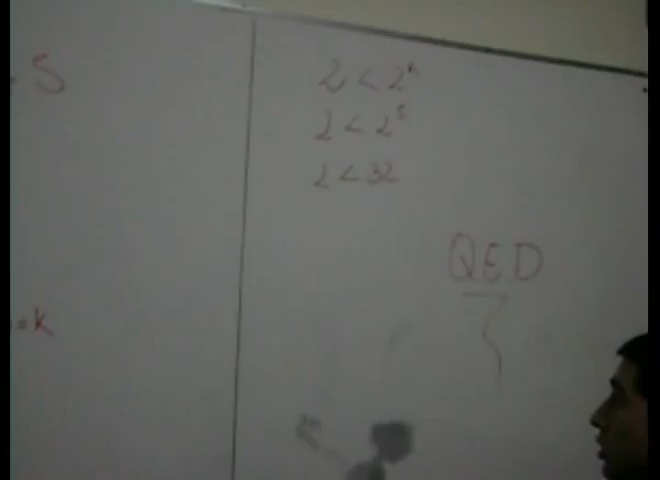 . S
2 < 2^k
2 < 2^5
2 < 32
QED
.. K